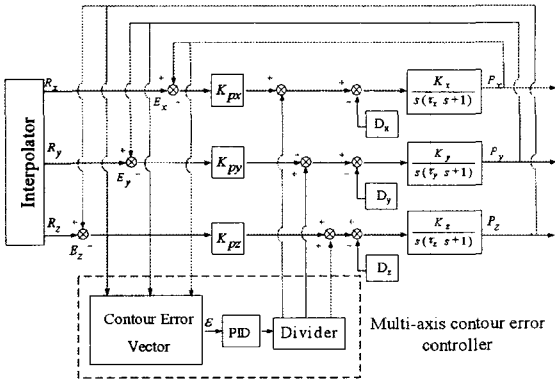 Interpolator
R_x
E_x
K_px
D_x
K_x
s(τ_x s+1)
P_x
R_y
E_y
K_py
D_y
K_y
s(τ_y s+1)
P_y
R_z
E_z
K_pz
D_z
K_z
s(τ_z s+1)
P_z
Contour Error
Vector
ε
PID
Divider
Multi-axis contour error
controller